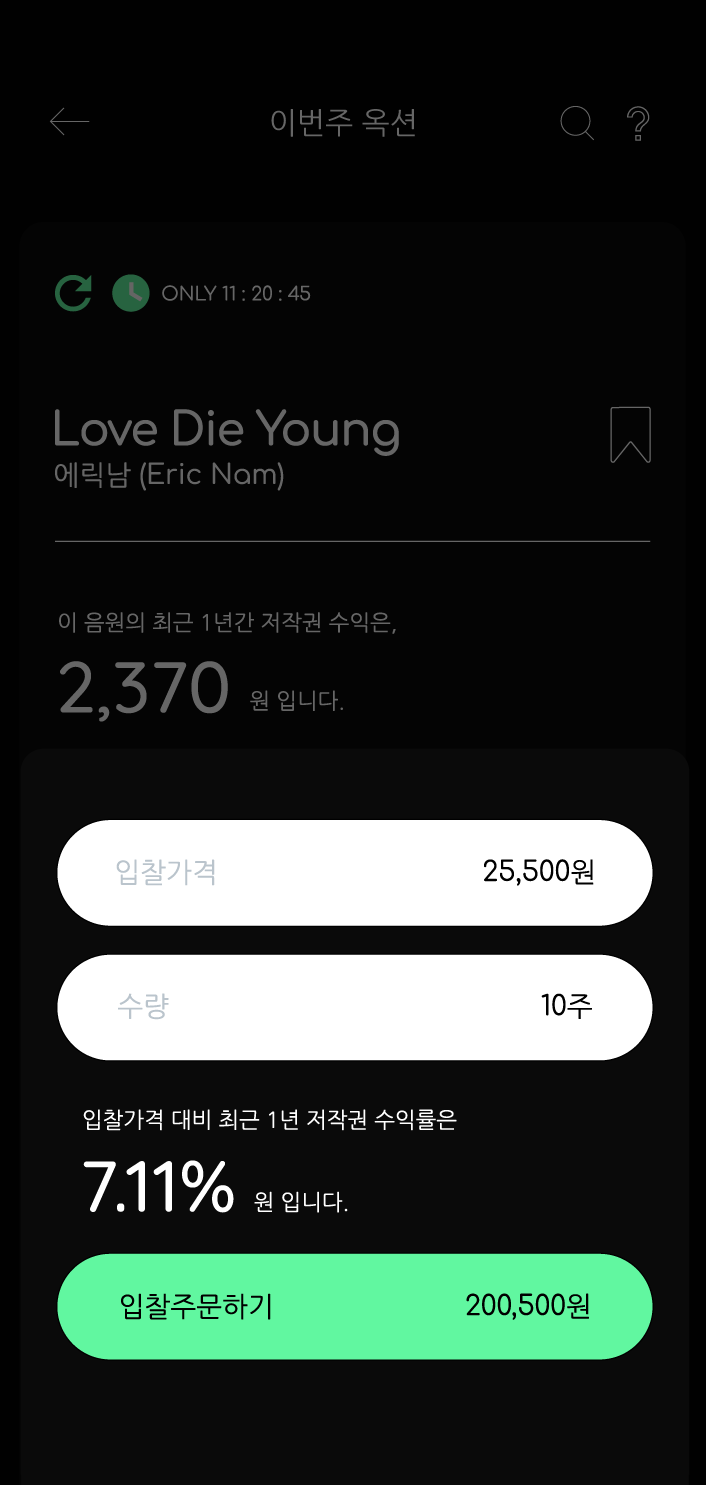 이번주 옥션
ONLY 11 : 20 : 45
Love Die Young
에릭남 (Eric Nam)
이 음원의 최근 1년간 저작권 수익은,
2,370 원 입니다.
입찰가격 25,500원
수량 10주
입찰가격 대비 최근 1년 저작권 수익률은
7.11% 원 입니다.
입찰주문하기 200,500원